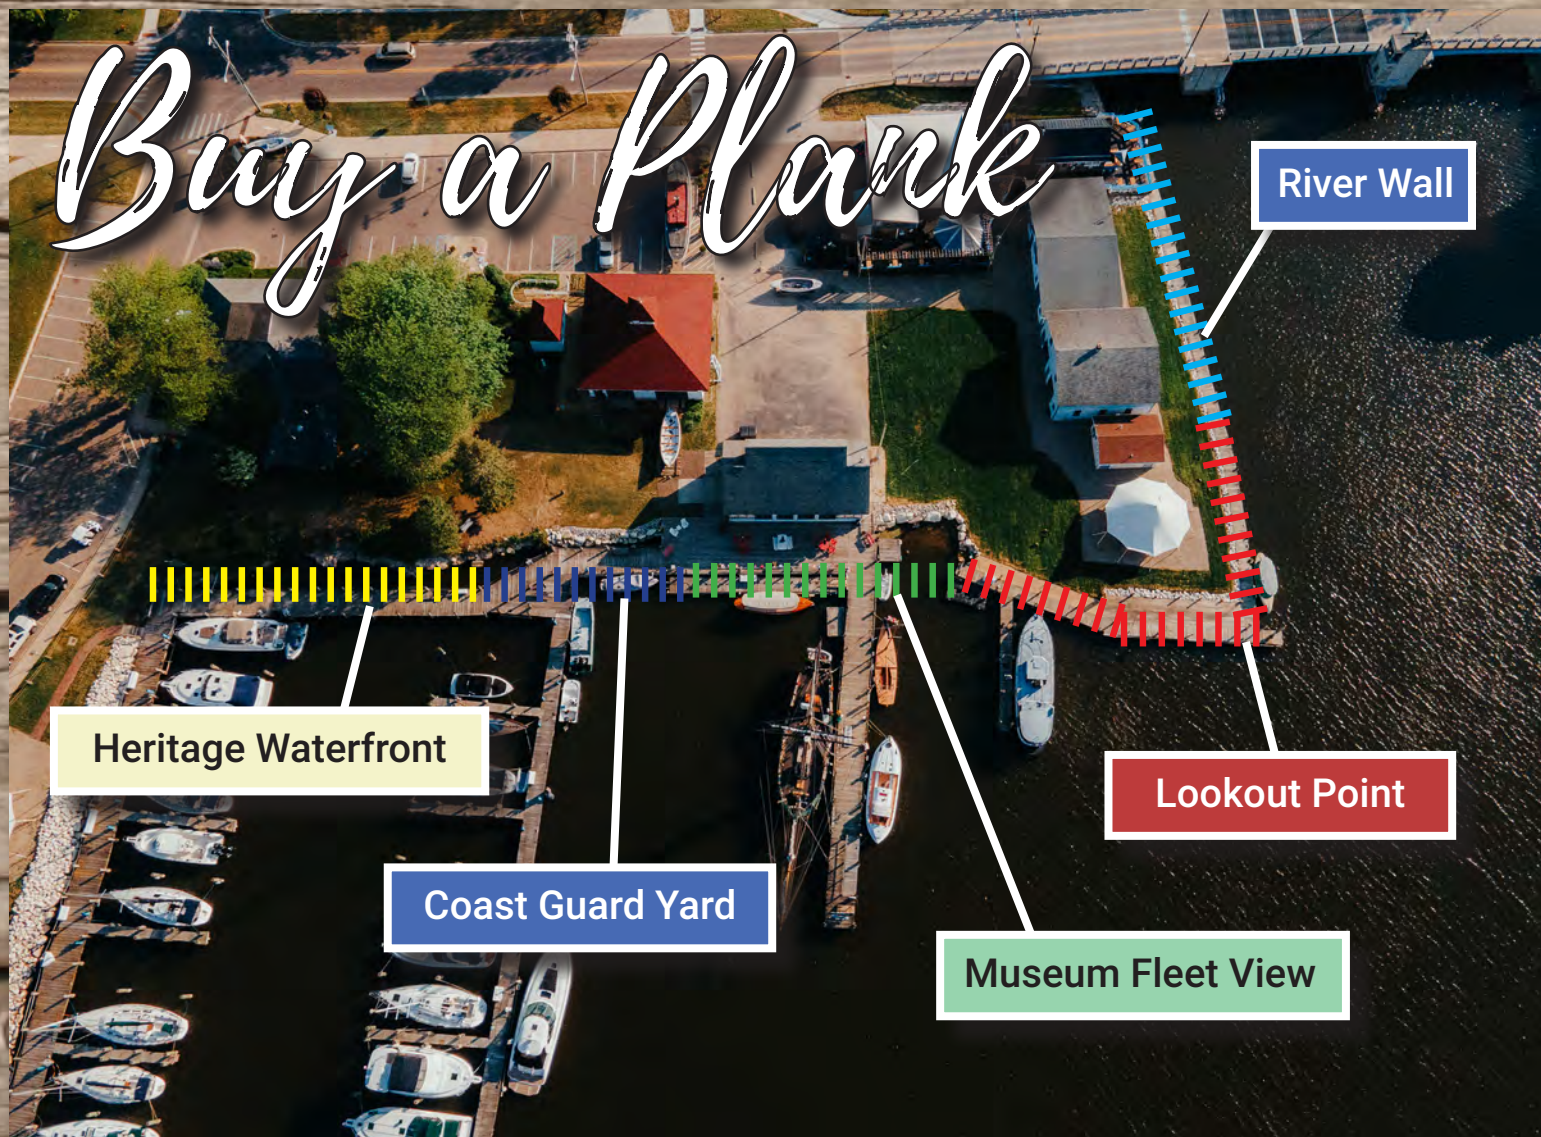 Buy a Plank
River Wall
Heritage Waterfront
Lookout Point
Coast Guard Yard
Museum Fleet View